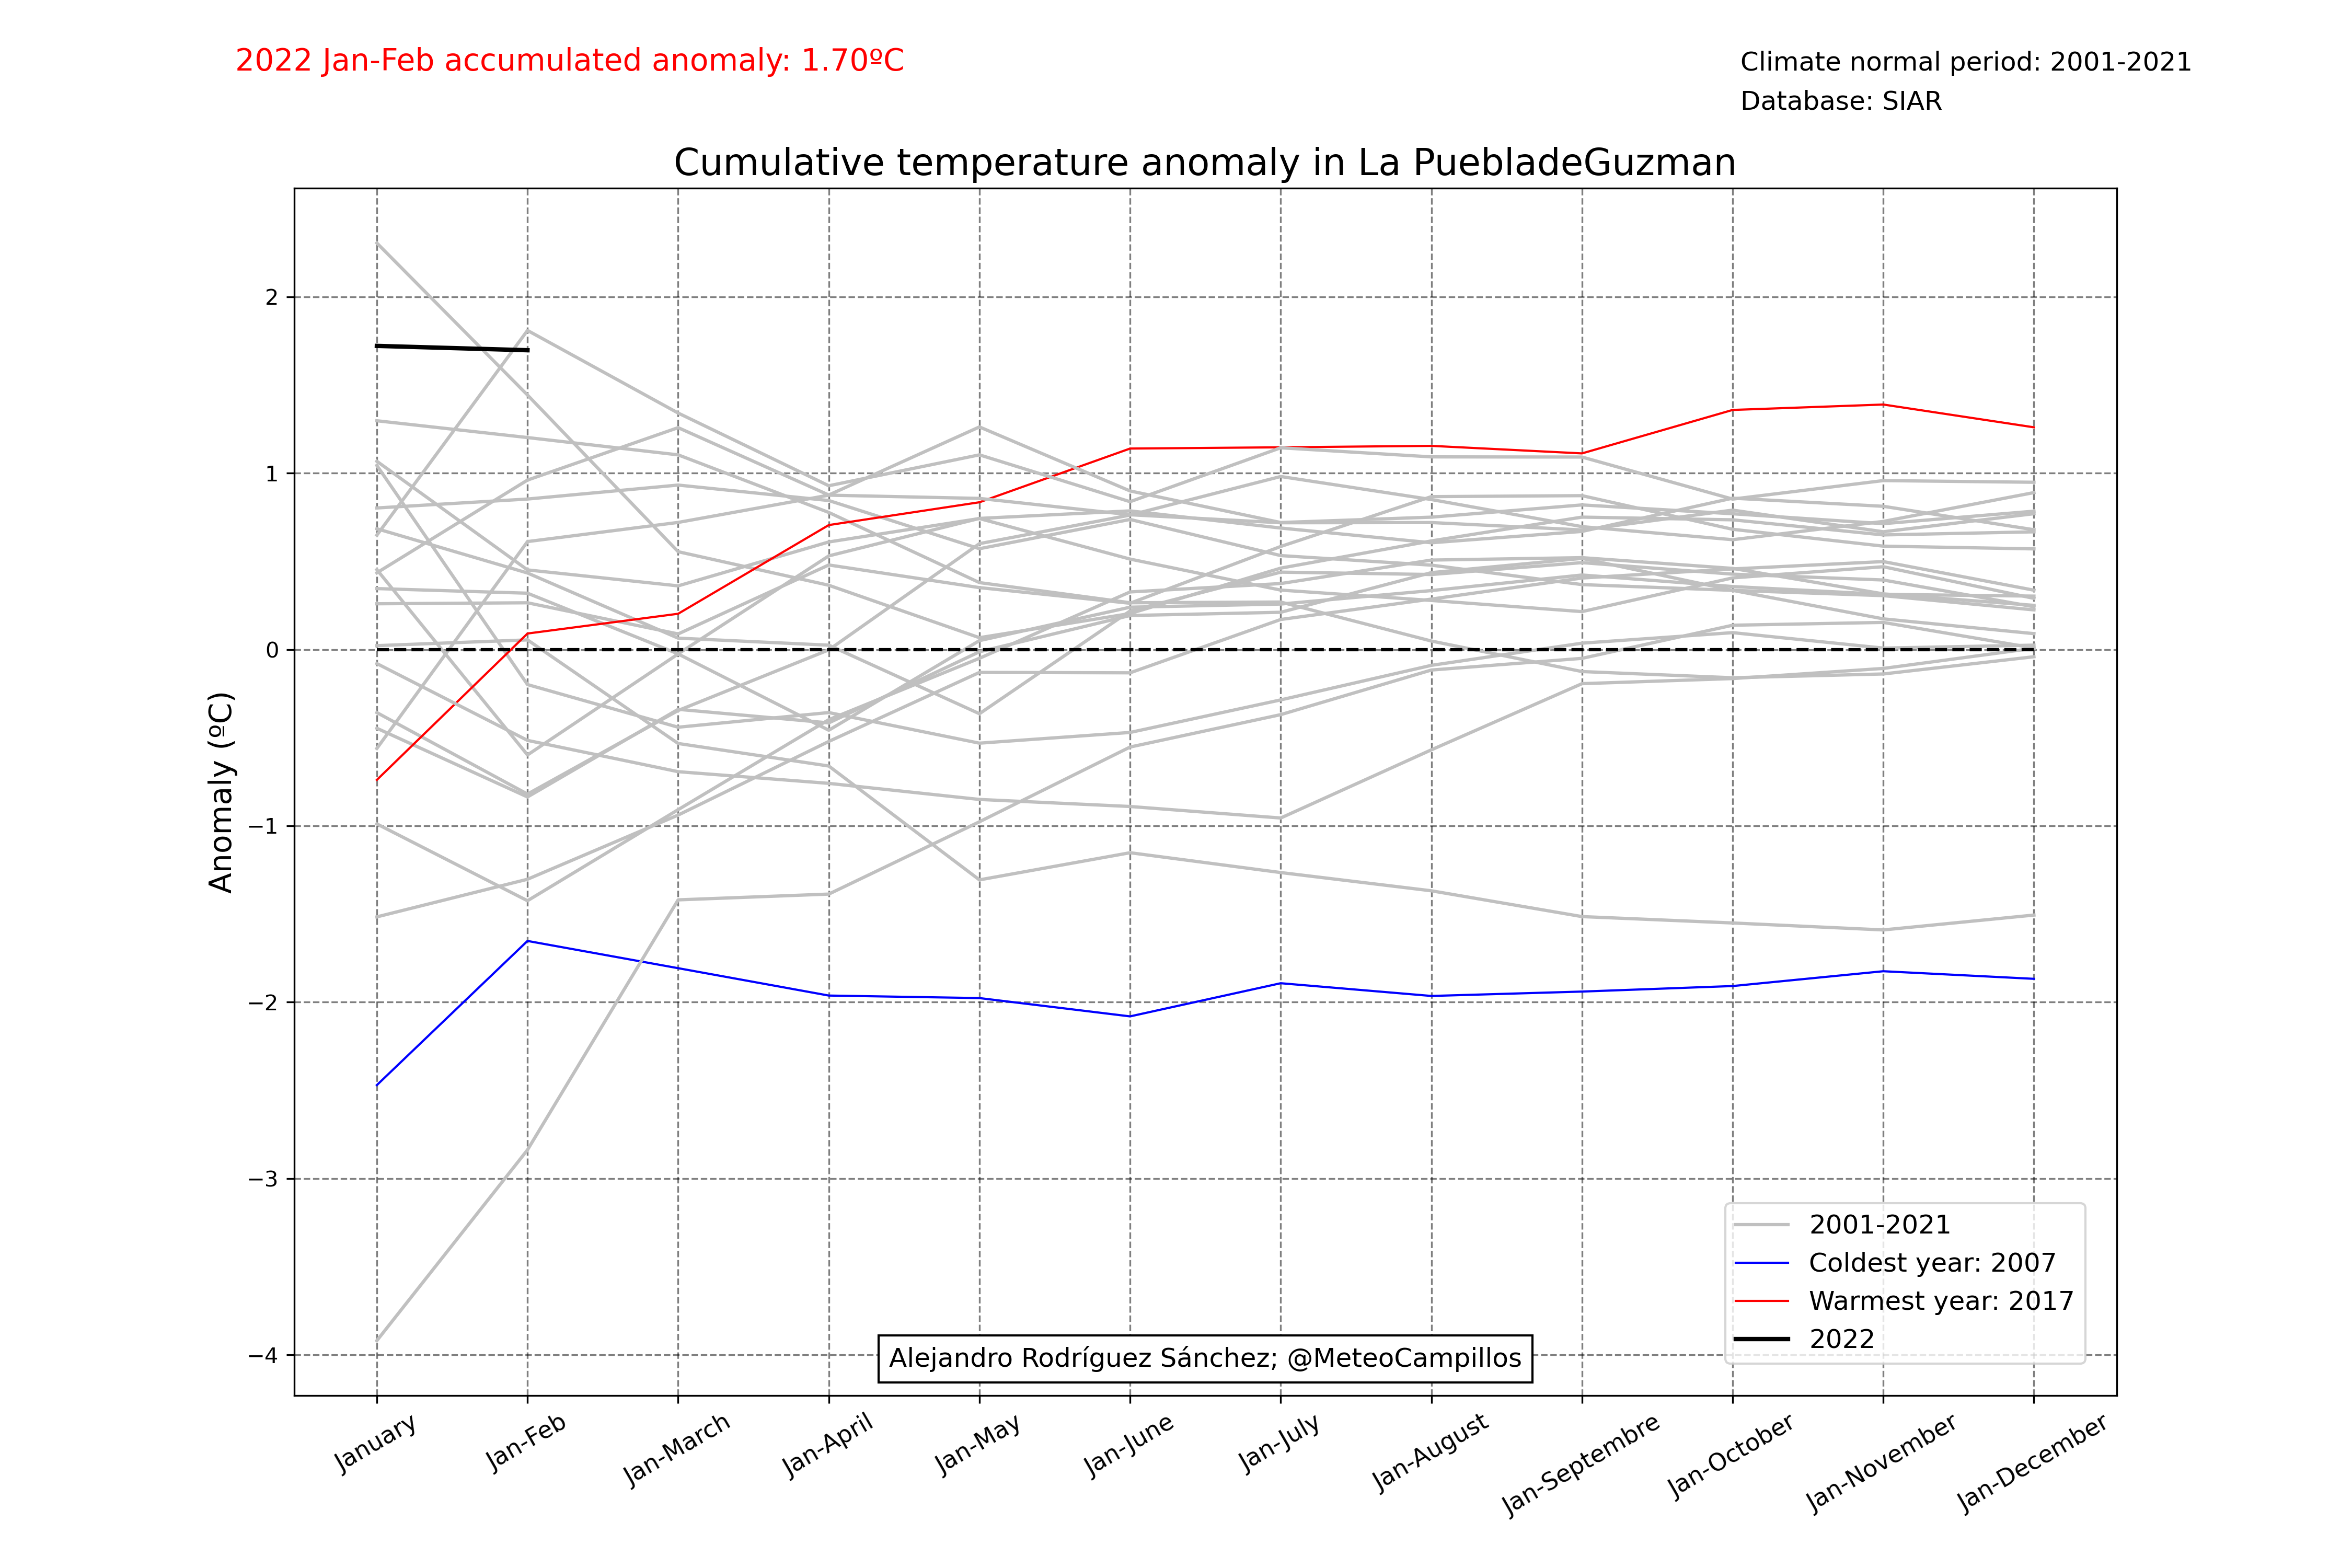 2022 Jan-Feb accumulated anomaly: 1.70ºC
Climate normal period: 2001-2021
Database: SIAR
Cumulative temperature anomaly in La PuebladeGuzman
Anomaly (ºC)
2
1
0
−1
−2
−3
−4
2001-2021
Coldest year: 2007
Warmest year: 2017
2022
Alejandro Rodríguez Sánchez; @MeteoCampillos
January
Jan-Feb
Jan-March
Jan-April
Jan-May
Jan-June
Jan-July
Jan-August
Jan-Septembre
Jan-October
Jan-November
Jan-December